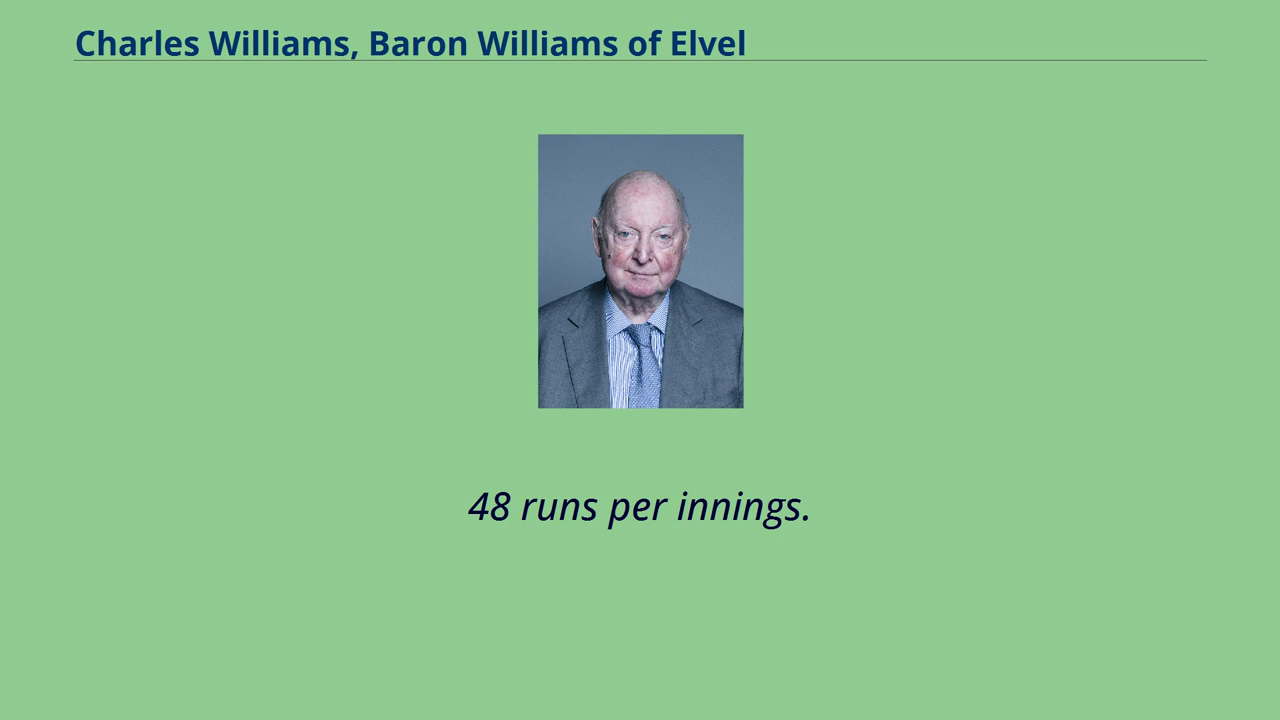 Charles Williams, Baron Williams of Elvel
48 runs per innings.